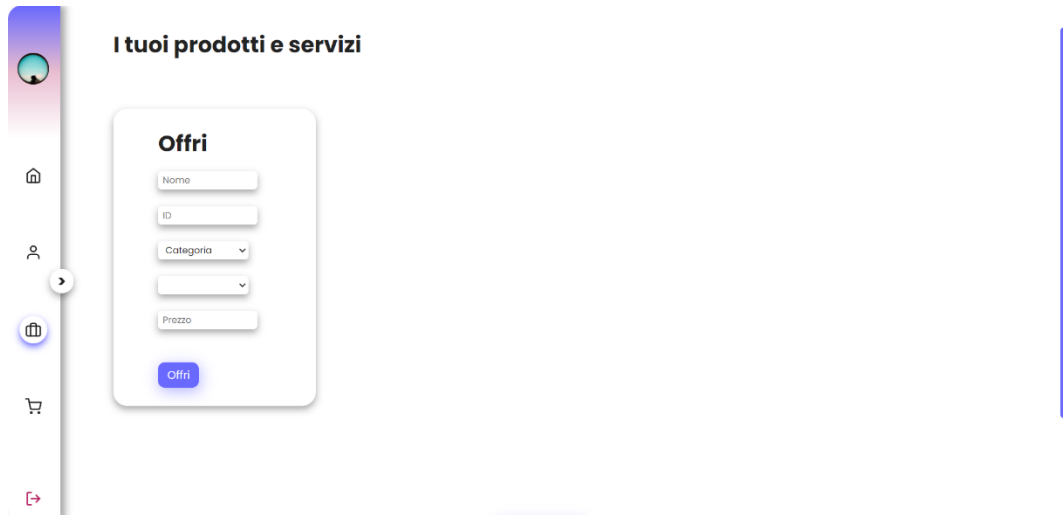 I tuoi prodotti e servizi
Offri
Nome
ID
Categoria
Prezzo
Offri